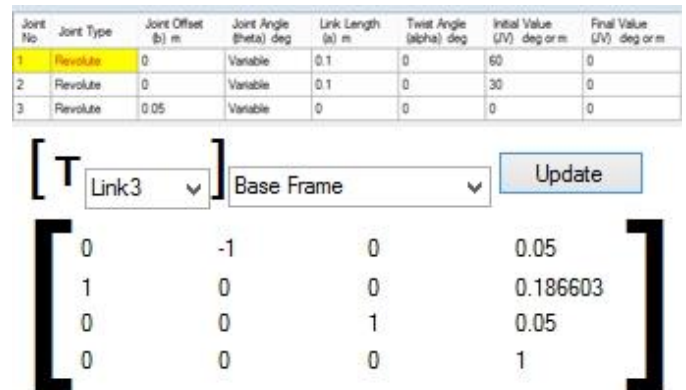 Joint No Joint Type Joint Offset (b) m Joint Angle (theta) deg Link Length (a) m Twist Angle (alpha) deg Initial Value (JV) deg or m Final Value (JV) deg or m
1 Revolute 0 Variable 0.1 0 60 0
2 Revolute 0 Variable 0.1 0 30 0
3 Revolute 0.05 Variable 0 0 0 0
[ T Link3 ] Base Frame Update
0 -1 0 0.05
1 0 0 0.186603
0 0 1 0.05
0 0 0 1